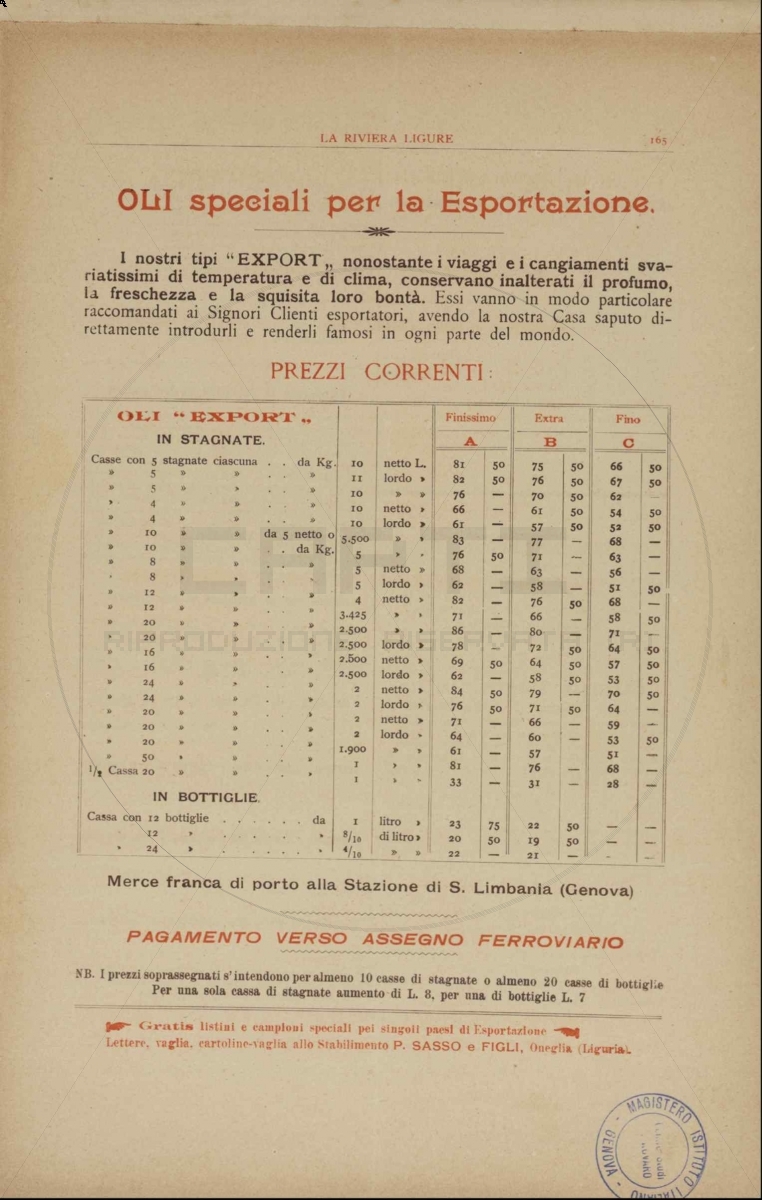 LA RIVIERA LIGURE 165
OLI speciali per la Esportazione.
I nostri tipi “EXPORT„ nonostante i viaggi e i cangiamenti sva-
riatissimi di temperatura e di clima, conservano inalterati il profumo,
la freschezza e la squisita loro bontà. Essi vanno in modo particolare
raccomandati ai Signori Clienti esportatori, avendo la nostra Casa saputo di-
rettamente introdurli e renderli famosi in ogni parte del mondo.
PREZZI CORRENTI:
OLI “EXPORT„ Finissimo Extra Fino
IN STAGNATE. A B C
Casse con 5 stagnate ciascuna . . da Kg. 10 netto L. 81 50 75 50 66 50
» 5 » » . . » 11 lordo » 82 50 76 50 67 50
» 5 » » . . » 10 » » 76 — 70 50 62 —
» 4 » » . . » 10 netto » 66 — 61 50 54 50
» 4 » » . . » 10 lordo » 61 — 57 50 52 50
» 10 » » da 5 netto o 5.500 » » 83 — 77 — 68 —
» 10 » » . . da Kg. 5 » » 76 50 71 — 63 —
» 8 » » . . » 5 netto » 68 — 63 — 56 —
» 8 » » . . » 5 lordo » 62 — 58 — 51 50
» 12 » » . . » 4 netto » 82 — 76 50 68 —
» 12 » » . . » 3.425 » » 71 — 66 — 58 50
» 20 » » . . » 2.500 » » 86 — 80 — 71 —
» 20 » » . . » 2.500 lordo » 78 — 72 50 64 50
» 16 » » . . » 2.500 netto » 69 50 64 50 57 50
» 16 » » . . » 2.500 lordo » 62 — 58 50 53 50
» 24 » » . . » 2 netto » 84 50 79 — 70 50
» 24 » » . . » 2 lordo » 76 50 71 50 64 —
» 20 » » . . » 2 netto » 71 — 66 — 59 —
» 20 » » . . » 2 lordo » 64 — 60 — 53 50
» 20 » » . . » 1.900 » » 61 — 57 — 51 —
» 50 » » . . » 1 » » 81 — 76 — 68 —
1/2 Cassa 20 » » . . » 1 » » 33 — 31 — 28 —
IN BOTTIGLIE.
Cassa con 12 bottiglie . . . . . . da 1 litro » 23 75 22 50 — —
» 12 » . . . . . . » 8/10 di litro » 20 50 19 50 — —
» 24 » . . . . . . » 4/10 » » 22 — 21 — — —
Merce franca di porto alla Stazione di S. Limbania (Genova)
PAGAMENTO VERSO ASSEGNO FERROVIARIO
NB. I prezzi soprassegnati s'intendono per almeno 10 casse di stagnate o almeno 20 casse di bottiglie
Per una sola cassa di stagnate aumento di L. 8, per una di bottiglie L. 7
Gratis listini e campioni speciali pei singoli paesi di Esportazione
Lettere, vaglia, cartoline-vaglia allo Stabilimento P. SASSO e FIGLI, Oneglia (Liguria).
GENOVA - MAGISTERO ISTITUTO